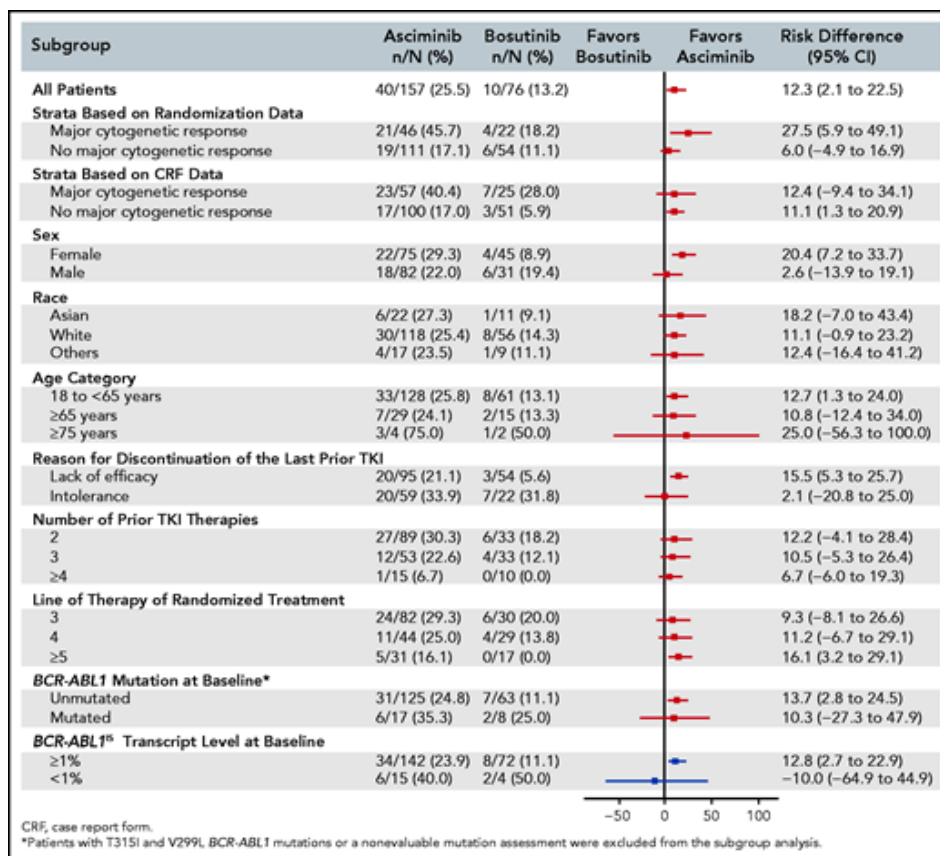 Subgroup Asciminib n/N (%) Bosutinib n/N (%) Favors Bosutinib Favors Asciminib Risk Difference (95% CI)
All Patients 40/157 (25.5) 10/76 (13.2) 12.3 (2.1 to 22.5)
Strata Based on Randomization Data
Major cytogenetic response 21/46 (45.7) 4/22 (18.2) 27.5 (5.9 to 49.1)
No major cytogenetic response 19/111 (17.1) 6/54 (11.1) 6.0 (−4.9 to 16.9)
Strata Based on CRF Data
Major cytogenetic response 23/57 (40.4) 7/25 (28.0) 12.4 (−9.4 to 34.1)
No major cytogenetic response 17/100 (17.0) 3/51 (5.9) 11.1 (1.3 to 20.9)
Sex
Female 22/75 (29.3) 4/45 (8.9) 20.4 (7.2 to 33.7)
Male 18/82 (22.0) 6/31 (19.4) 2.6 (−13.9 to 19.1)
Race
Asian 6/22 (27.3) 1/11 (9.1) 18.2 (−7.0 to 43.4)
White 30/118 (25.4) 8/56 (14.3) 11.1 (−0.9 to 23.2)
Others 4/17 (23.5) 1/9 (11.1) 12.4 (−16.4 to 41.2)
Age Category
18 to <65 years 33/128 (25.8) 8/61 (13.1) 12.7 (1.3 to 24.0)
≥65 years 7/29 (24.1) 2/15 (13.3) 10.8 (−12.4 to 34.0)
≥75 years 3/4 (75.0) 1/2 (50.0) 25.0 (−56.3 to 100.0)
Reason for Discontinuation of the Last Prior TKI
Lack of efficacy 20/95 (21.1) 3/54 (5.6) 15.5 (5.3 to 25.7)
Intolerance 20/59 (33.9) 7/22 (31.8) 2.1 (−20.8 to 25.0)
Number of Prior TKI Therapies
2 27/89 (30.3) 6/33 (18.2) 12.2 (−4.1 to 28.4)
3 12/53 (22.6) 4/33 (12.1) 10.5 (−5.3 to 26.4)
≥4 1/15 (6.7) 0/10 (0.0) 6.7 (−6.0 to 19.3)
Line of Therapy of Randomized Treatment
3 24/82 (29.3) 6/30 (20.0) 9.3 (−8.1 to 26.6)
4 11/44 (25.0) 4/29 (13.8) 11.2 (−6.7 to 29.1)
≥5 5/31 (16.1) 0/17 (0.0) 16.1 (3.2 to 29.1)
BCR-ABL1 Mutation at Baseline*
Unmutated 31/125 (24.8) 7/63 (11.1) 13.7 (2.8 to 24.5)
Mutated 6/17 (35.3) 2/8 (25.0) 10.3 (−27.3 to 47.9)
BCR-ABL1ᴵˢ Transcript Level at Baseline
≥1% 34/142 (23.9) 8/72 (11.1) 12.8 (2.7 to 22.9)
<1% 6/15 (40.0) 2/4 (50.0) −10.0 (−64.9 to 44.9)
−50 0 50 100
CRF, case report form.
*Patients with T315I and V299L BCR-ABL1 mutations or a nonevaluable mutation assessment were excluded from the subgroup analysis.